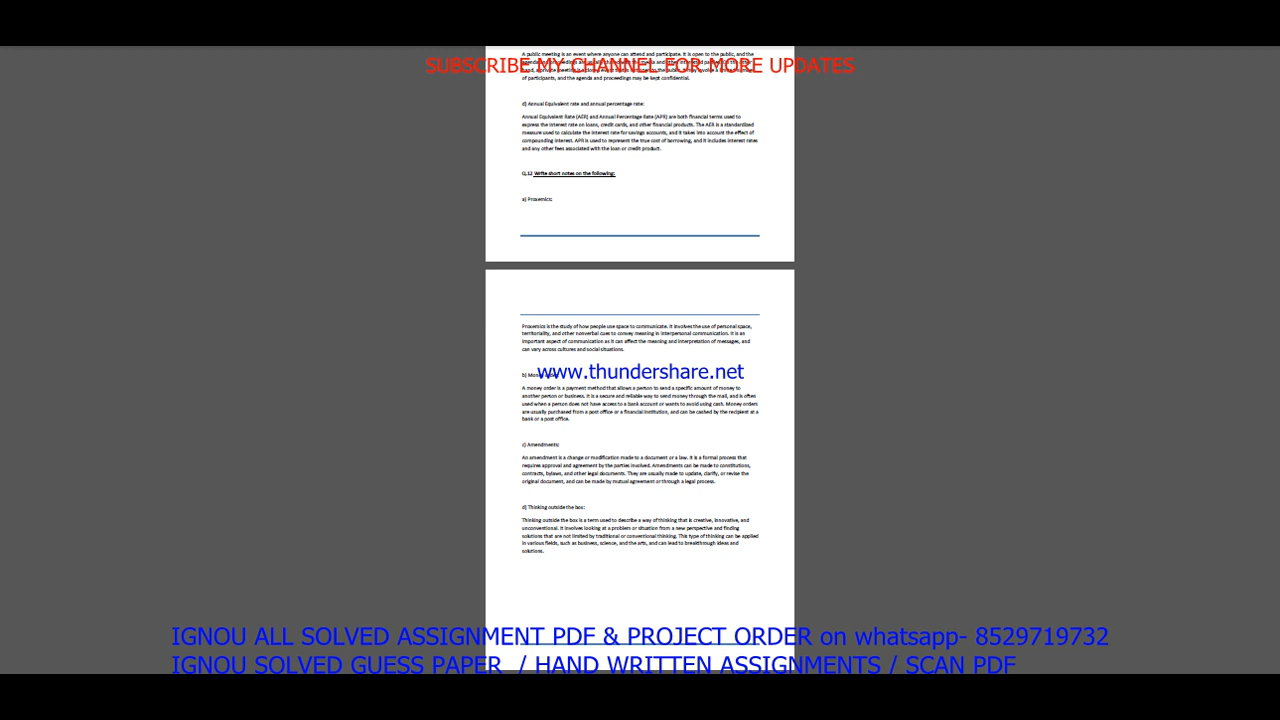 A public meeting is an event where anyone can attend and participate. It is open to the public, and the
SUBSCRIBE MY CHANNEL FOR MORE UPDATES
of participants, and the agenda and proceedings may be kept confidential.
d) Annual Equivalent rate and annual percentage rate:
Annual Equivalent Rate (AER) and Annual Percentage Rate (APR) are both financial terms used to
express the interest rate on loans, credit cards, and other financial products. The AER is a standardized
measure used to calculate the interest rate for savings accounts, and it takes into account the effect of
compounding interest. APR is used to represent the true cost of borrowing, and it includes interest rates
and any other fees associated with the loan or credit product.
Q.12 Write short notes on the following:
a) Proxemics:
Proxemics is the study of how people use space to communicate. It involves the use of personal space,
territoriality, and other nonverbal cues to convey meaning in interpersonal communication. It is an
important aspect of communication as it can affect the meaning and interpretation of messages, and
can vary across cultures and social situations.
www.thundershare.net
b) Money
A money order is a payment method that allows a person to send a specific amount of money to
another person or business. It is a secure and reliable way to send money through the mail, and is often
used when a person does not have access to a bank account or wants to avoid using cash. Money orders
are usually purchased from a post office or a financial institution, and can be cashed by the recipient at a
bank or a post office.
c) Amendments:
An amendment is a change or modification made to a document or a law. It is a formal process that
requires approval and agreement by the parties involved. Amendments can be made to constitutions,
contracts, bylaws, and other legal documents. They are usually made to update, clarify, or revise the
original document, and can be made by mutual agreement or through a legal process.
d) Thinking outside the box:
Thinking outside the box is a term used to describe a way of thinking that is creative, innovative, and
unconventional. It involves looking at a problem or situation from a new perspective and finding
solutions that are not limited by traditional or conventional thinking. This type of thinking can be applied
in various fields, such as business, science, and the arts, and can lead to breakthrough ideas and
solutions.
IGNOU ALL SOLVED ASSIGNMENT PDF & PROJECT ORDER on whatsapp- 8529719732
IGNOU SOLVED GUESS PAPER / HAND WRITTEN ASSIGNMENTS / SCAN PDF